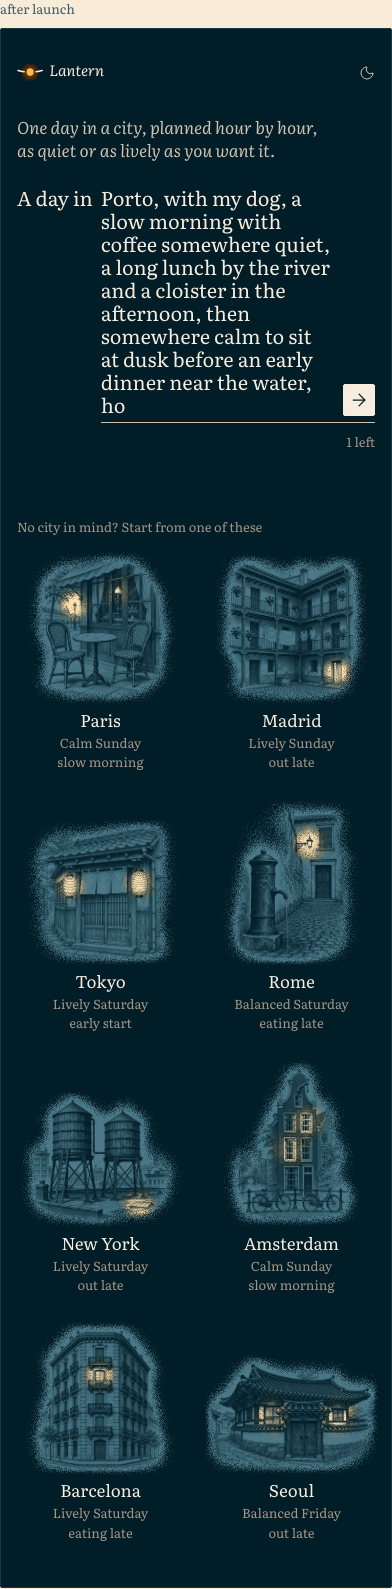 after launch
Lantern
One day in a city, planned hour by hour,
as quiet or as lively as you want it.
A day in Porto, with my dog, a
slow morning with
coffee somewhere quiet,
a long lunch by the river
and a cloister in the
afternoon, then
somewhere calm to sit
at dusk before an early
dinner near the water,
ho
1 left
No city in mind? Start from one of these
Paris
Calm Sunday
slow morning
Madrid
Lively Sunday
out late
Tokyo
Lively Saturday
early start
Rome
Balanced Saturday
eating late
New York
Lively Saturday
out late
Amsterdam
Calm Sunday
slow morning
Barcelona
Lively Saturday
eating late
Seoul
Balanced Friday
out late